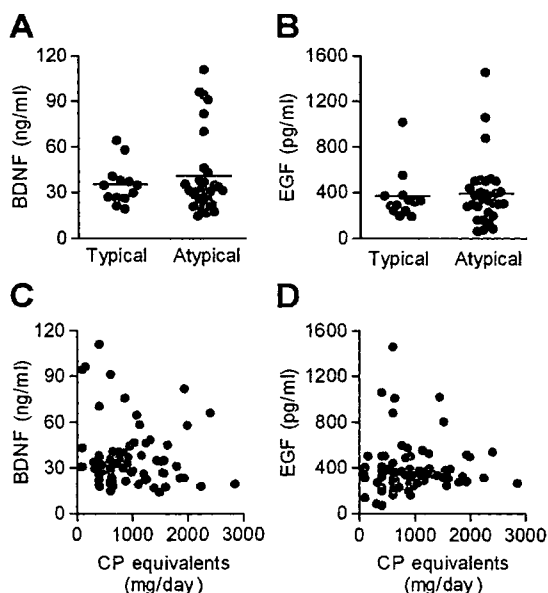 A
BDNF (ng/ml)
120
90
60
30
0
Typical Atypical
B
EGF (pg/ml)
1600
1200
800
400
0
Typical Atypical
C
BDNF (ng/ml)
120
90
60
30
0
0 1000 2000 3000
CP equivalents
(mg/day)
D
EGF (pg/ml)
1600
1200
800
400
0
0 1000 2000 3000
CP equivalents
(mg/day)